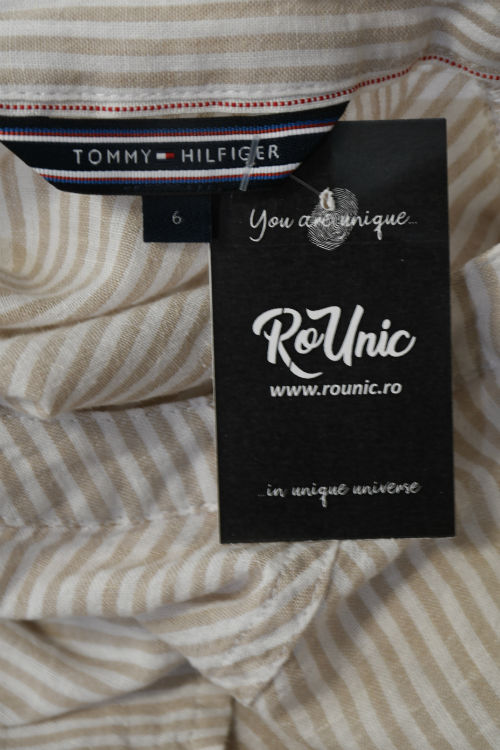 TOMMY HILFIGER
6
You are unique...
RoUnic
www.rounic.ro
...in unique universe